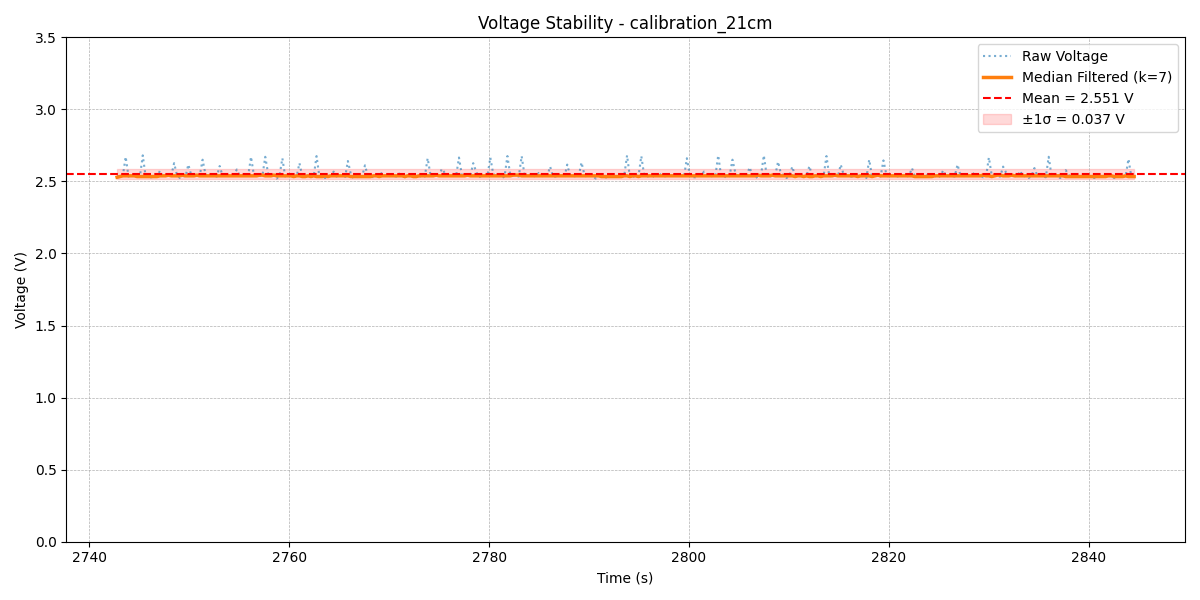 Voltage Stability - calibration_21cm
3.5
3.0
2.5
2.0
1.5
1.0
0.5
0.0
Voltage (V)
Raw Voltage
Median Filtered (k=7)
Mean = 2.551 V
±1σ = 0.037 V
2740
2760
2780
2800
2820
2840
Time (s)